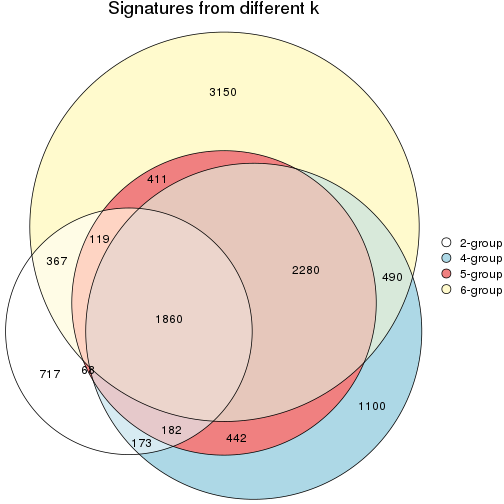 Signatures from different k
3150
411
119
367
2280
490
1860
717
68
1100
182
173
442
2-group
4-group
5-group
6-group